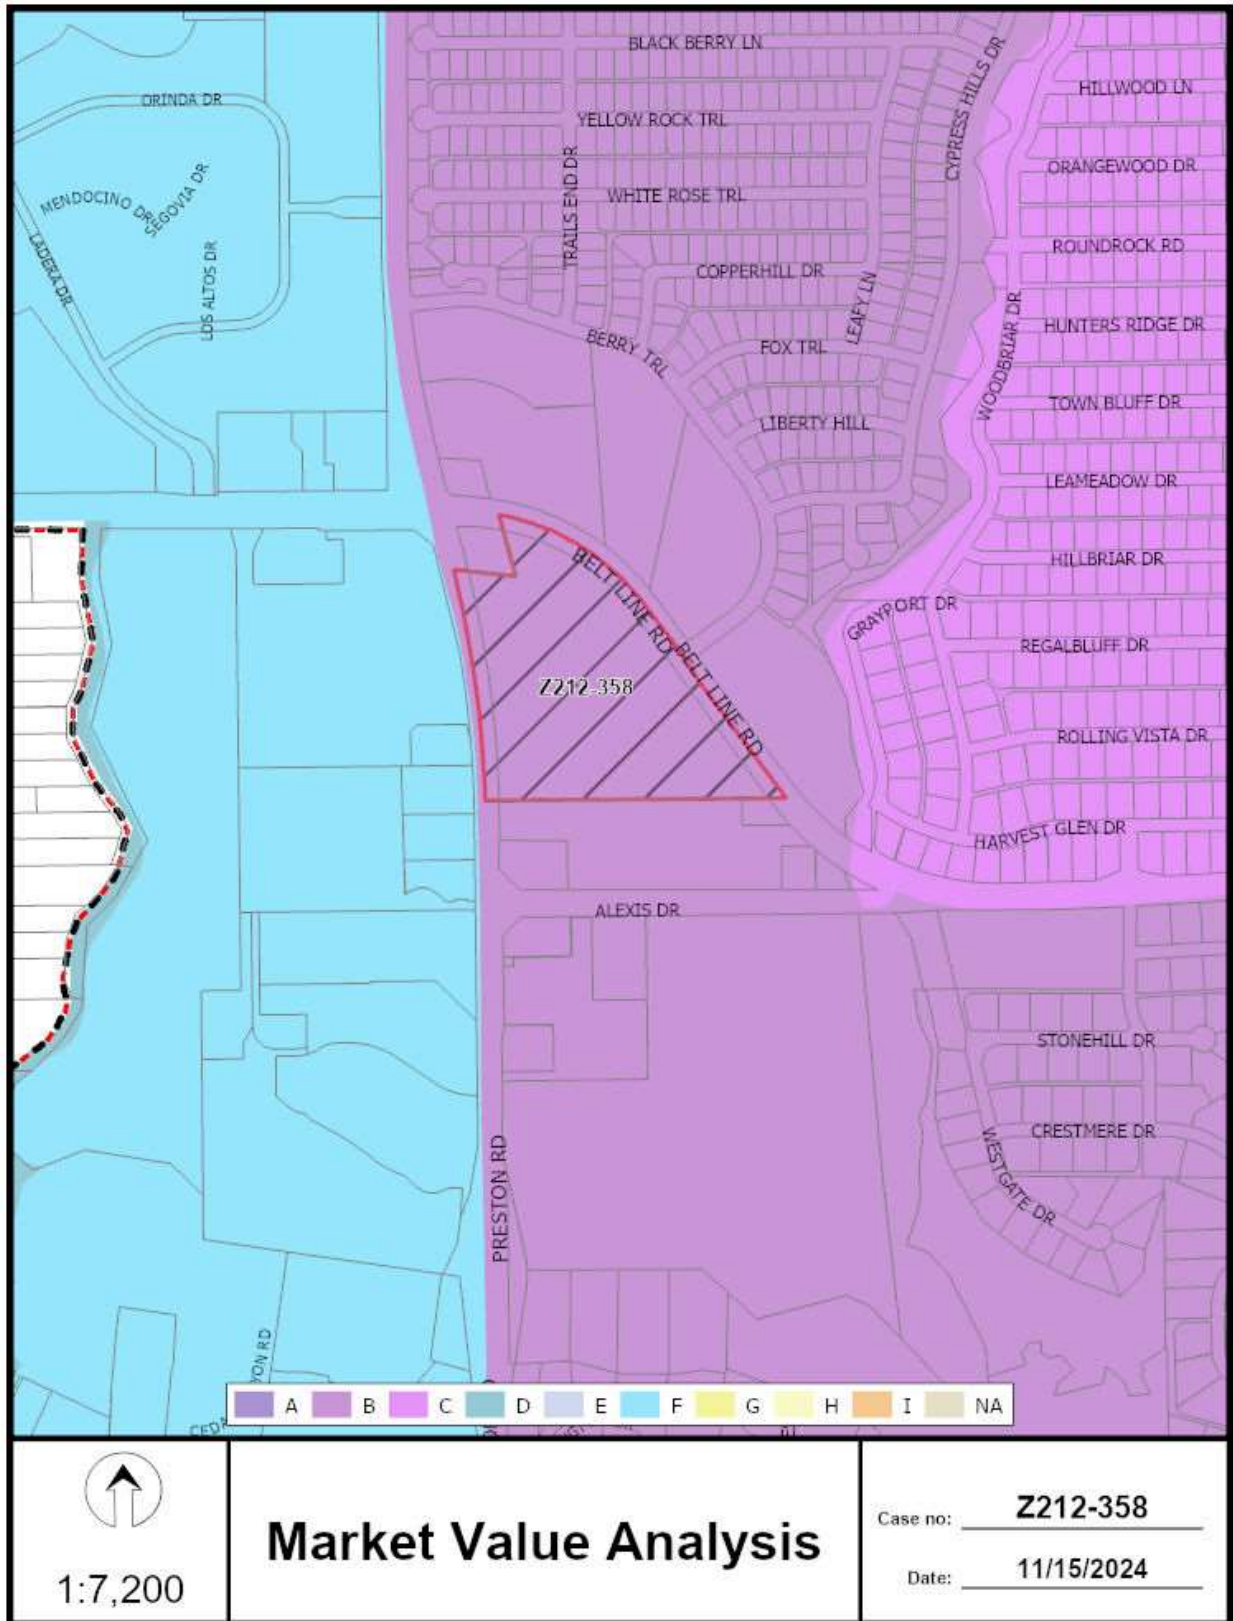 BLACK BERRY LN
HILLWOOD LN
ORINDA DR
YELLOW ROCK TRL
CYPRESS HILLS DR
ORANGEWOOD DR
TRAILS END DR
WHITE ROSE TRL
MENDOCINO DR
SEGOVIA DR
LADERA DR
LOS ALTOS DR
ROUNDROCK RD
COPPERHILL DR
LEAFY LN
HUNTERS RIDGE DR
BERRY TRL
FOX TRL
WOODBRIAR DR
TOWN BLUFF DR
LIBERTY HILL
LEAMEADOW DR
HILLBRIAR DR
BELT LINE RD
GRAYPORT DR
REGALBLUFF DR
Z212-358
BELT LINE RD
ROLLING VISTA DR
HARVEST GLEN DR
ALEXIS DR
STONEHILL DR
CRESTMERE DR
WESTGATE DR
PRESTON RD
A B C D E F G H I NA
1:7,200
Market Value Analysis
Case no: Z212-358
Date: 11/15/2024